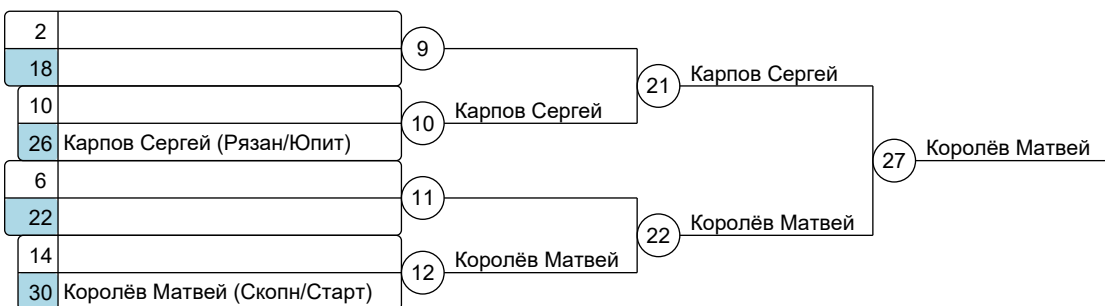 2
18
9
10
26 Карпов Сергей (Рязан/Юпит)
10 Карпов Сергей
21 Карпов Сергей
6
22
11
14
30 Королёв Матвей (Скопн/Старт)
12 Королёв Матвей
22 Королёв Матвей
27 Королёв Матвей